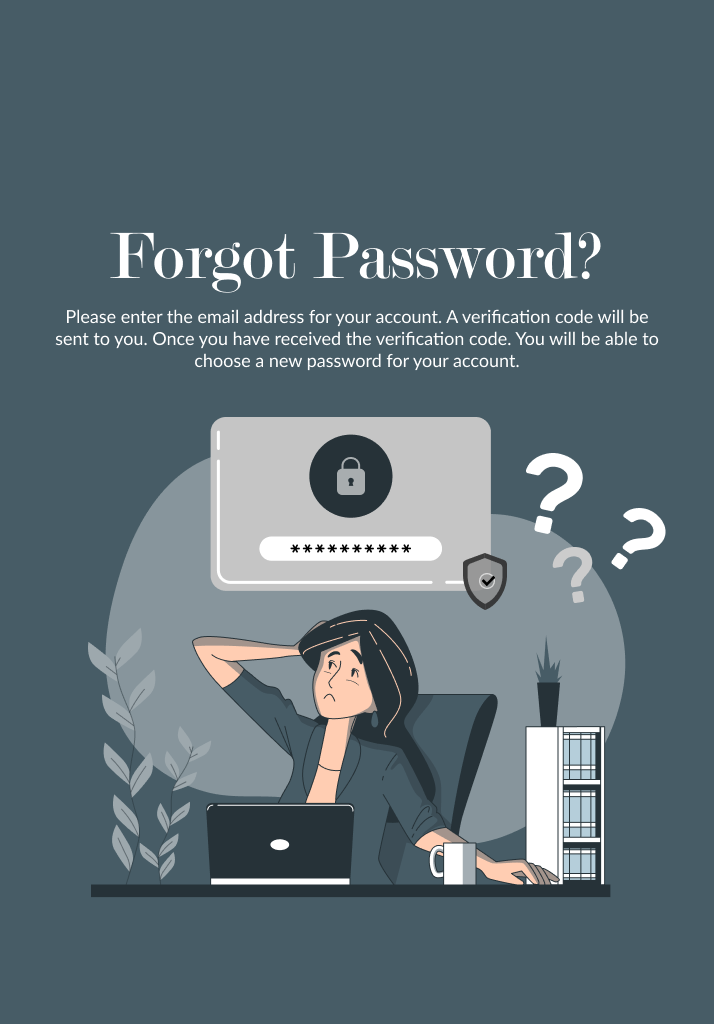 Forgot Password?
Please enter the email address for your account. A verification code will be
sent to you. Once you have received the verification code. You will be able to
choose a new password for your account.
**********
? ? ?